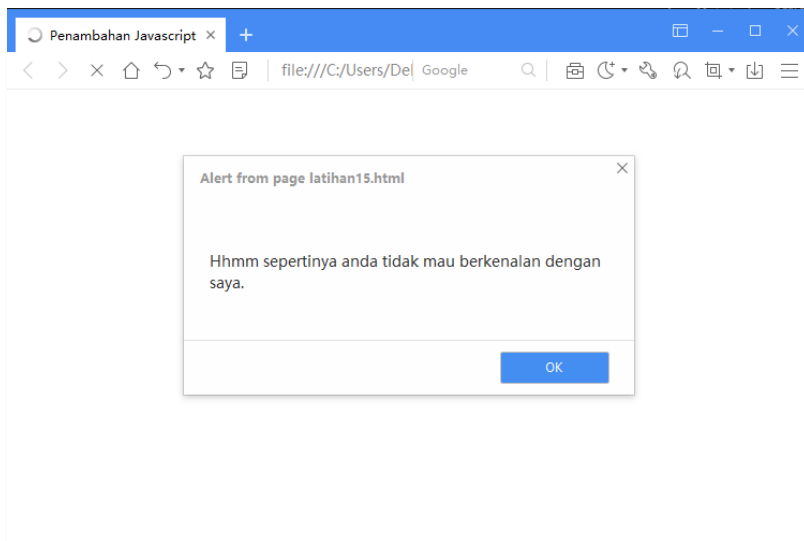 Penambahan Javascript
file:///C:/Users/Del
Google
Alert from page latihan15.html
Hhmm sepertinya anda tidak mau berkenalan dengan
saya.
OK